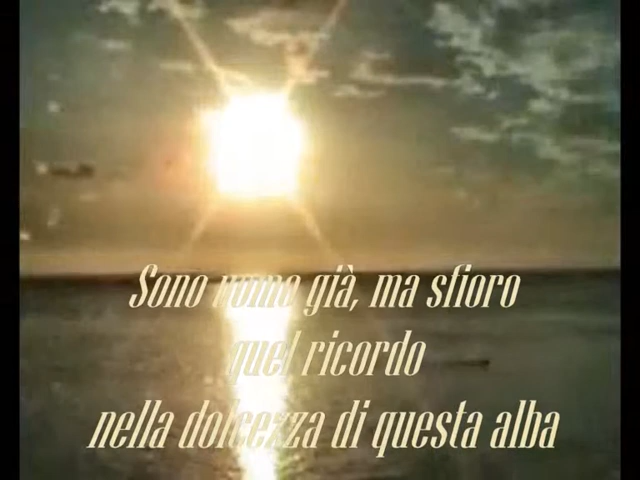 Sono uomo già, ma sfioro
quel ricordo
nella dolcezza di questa alba